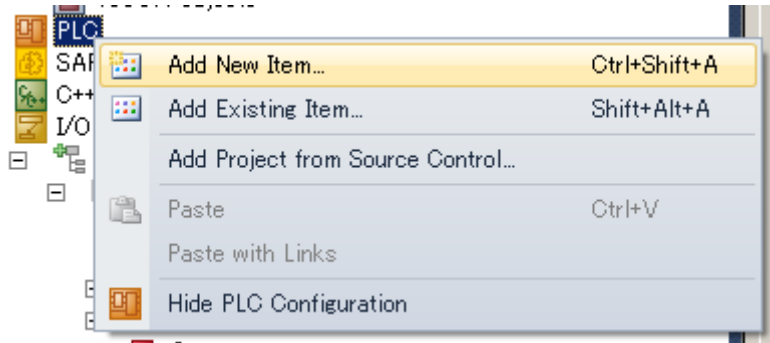 PLC
SAF
C++
I/O
Add New Item... Ctrl+Shift+A
Add Existing Item... Shift+Alt+A
Add Project from Source Control...
Paste Ctrl+V
Paste with Links
Hide PLC Configuration